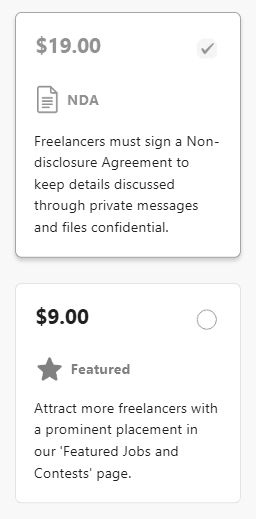 $19.00
NDA
Freelancers must sign a Non-
disclosure Agreement to
keep details discussed
through private messages
and files confidential.
$9.00
Featured
Attract more freelancers with
a prominent placement in
our 'Featured Jobs and
Contests' page.